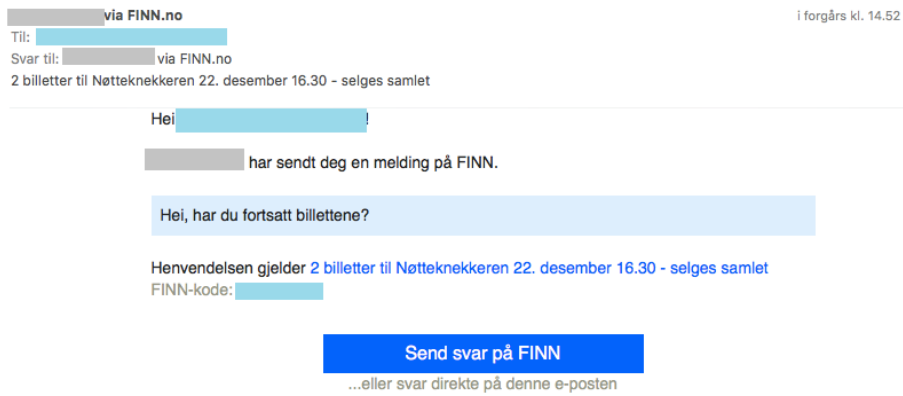 via FINN.no
i forgårs kl. 14.52
Til:
Svar til: via FINN.no
2 billetter til Nøtteknekkeren 22. desember 16.30 - selges samlet
Hei !
har sendt deg en melding på FINN.
Hei, har du fortsatt billettene?
Henvendelsen gjelder 2 billetter til Nøtteknekkeren 22. desember 16.30 - selges samlet
FINN-kode:
Send svar på FINN
...eller svar direkte på denne e-posten